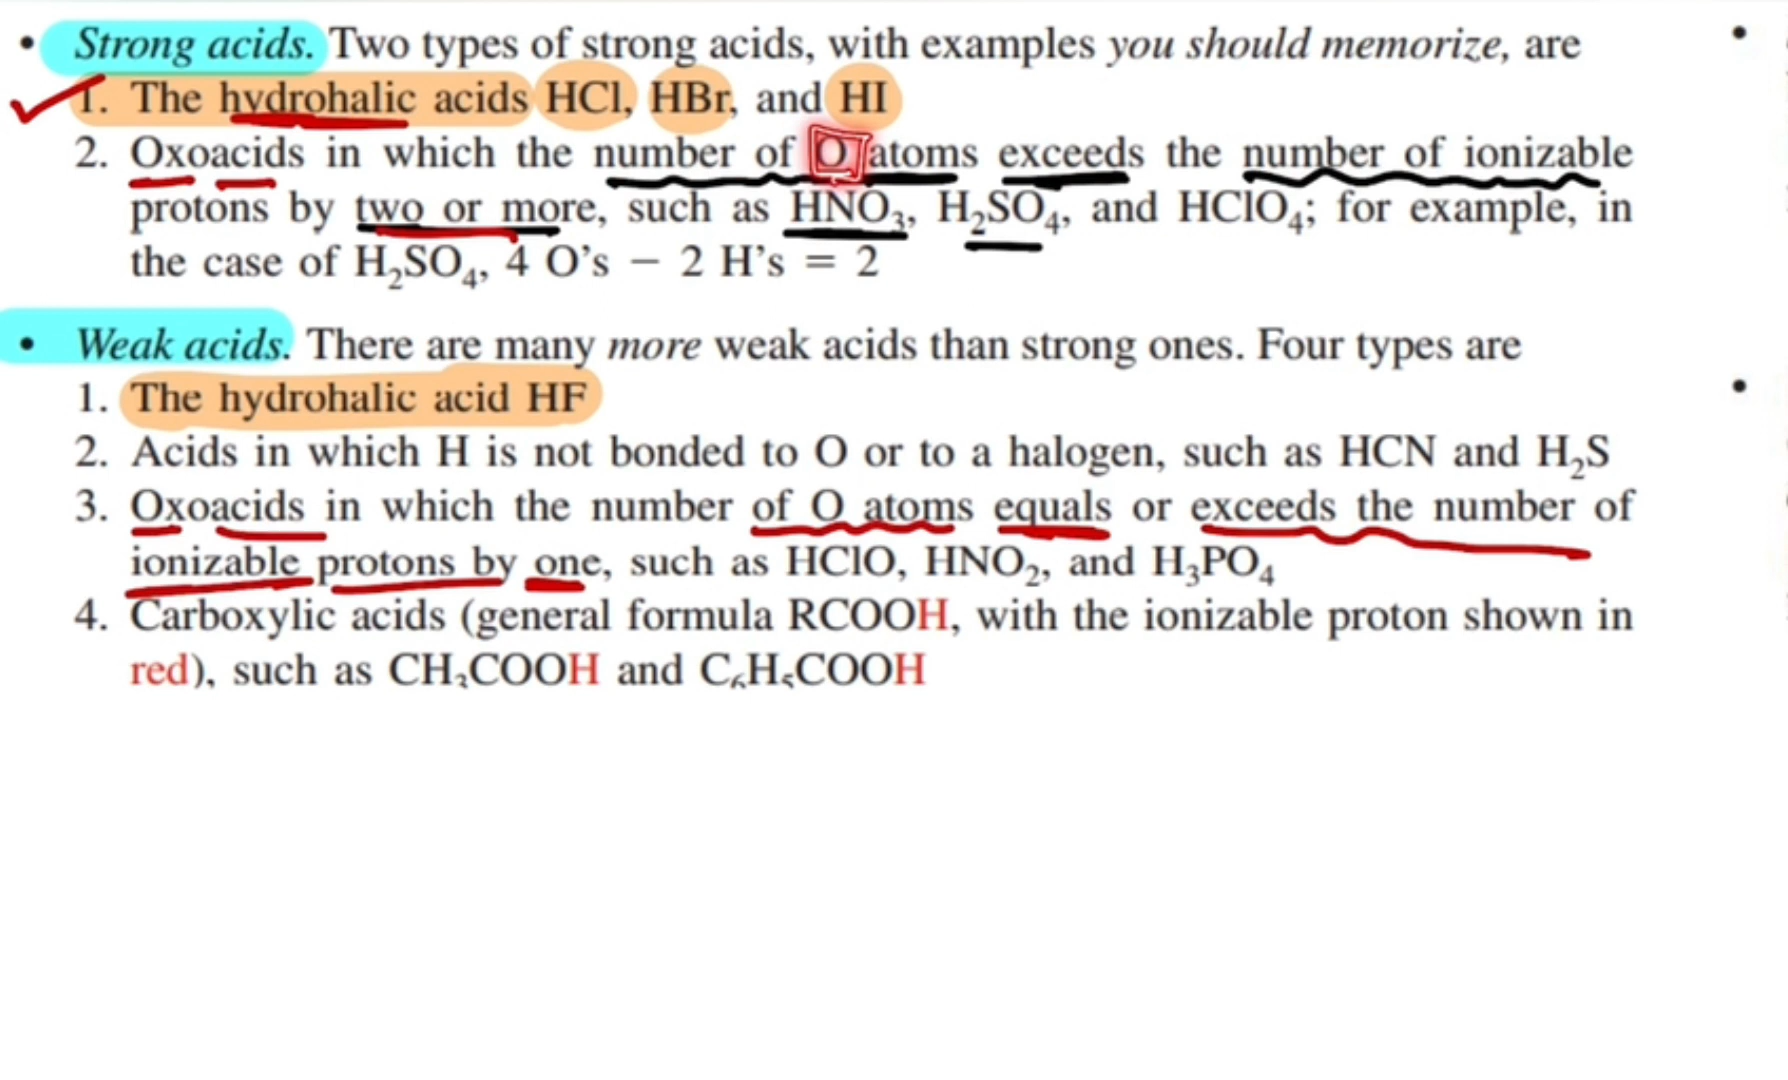 • Strong acids. Two types of strong acids, with examples you should memorize, are
1. The hydrohalic acids HCl, HBr, and HI
2. Oxoacids in which the number of O atoms exceeds the number of ionizable
protons by two or more, such as HNO₃, H₂SO₄, and HClO₄; for example, in
the case of H₂SO₄, 4 O’s − 2 H’s = 2
• Weak acids. There are many more weak acids than strong ones. Four types are
1. The hydrohalic acid HF
2. Acids in which H is not bonded to O or to a halogen, such as HCN and H₂S
3. Oxoacids in which the number of O atoms equals or exceeds the number of
ionizable protons by one, such as HClO, HNO₂, and H₃PO₄
4. Carboxylic acids (general formula RCOOH, with the ionizable proton shown in
red), such as CH₃COOH and C₆H₅COOH